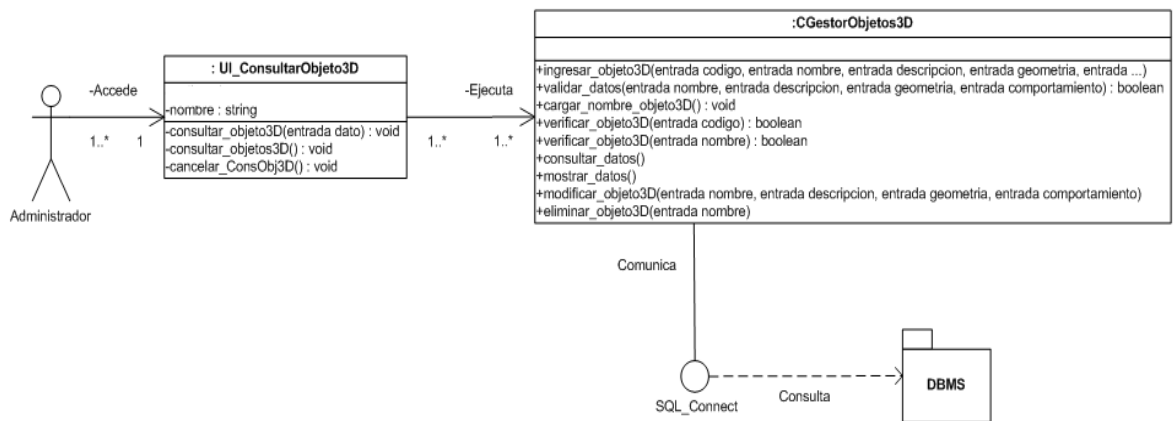 :CGestorObjetos3D
: UI_ConsultarObjeto3D
-nombre : string
-consultar_objeto3D(entrada dato) : void
-consultar_objetos3D() : void
-cancelar_ConsObj3D() : void
-Accede
1..*
1
Administrador
-Ejecuta
1..*
1..*
+ingresar_objeto3D(entrada codigo, entrada nombre, entrada descripcion, entrada geometria, entrada ...)
+validar_datos(entrada nombre, entrada descripcion, entrada geometria, entrada comportamiento) : boolean
+cargar_nombre_objeto3D() : void
+verificar_objeto3D(entrada codigo) : boolean
+verificar_objeto3D(entrada nombre) : boolean
+consultar_datos()
+mostrar_datos()
+modificar_objeto3D(entrada nombre, entrada descripcion, entrada geometria, entrada comportamiento)
+eliminar_objeto3D(entrada nombre)
Comunica
SQL_Connect
Consulta
DBMS